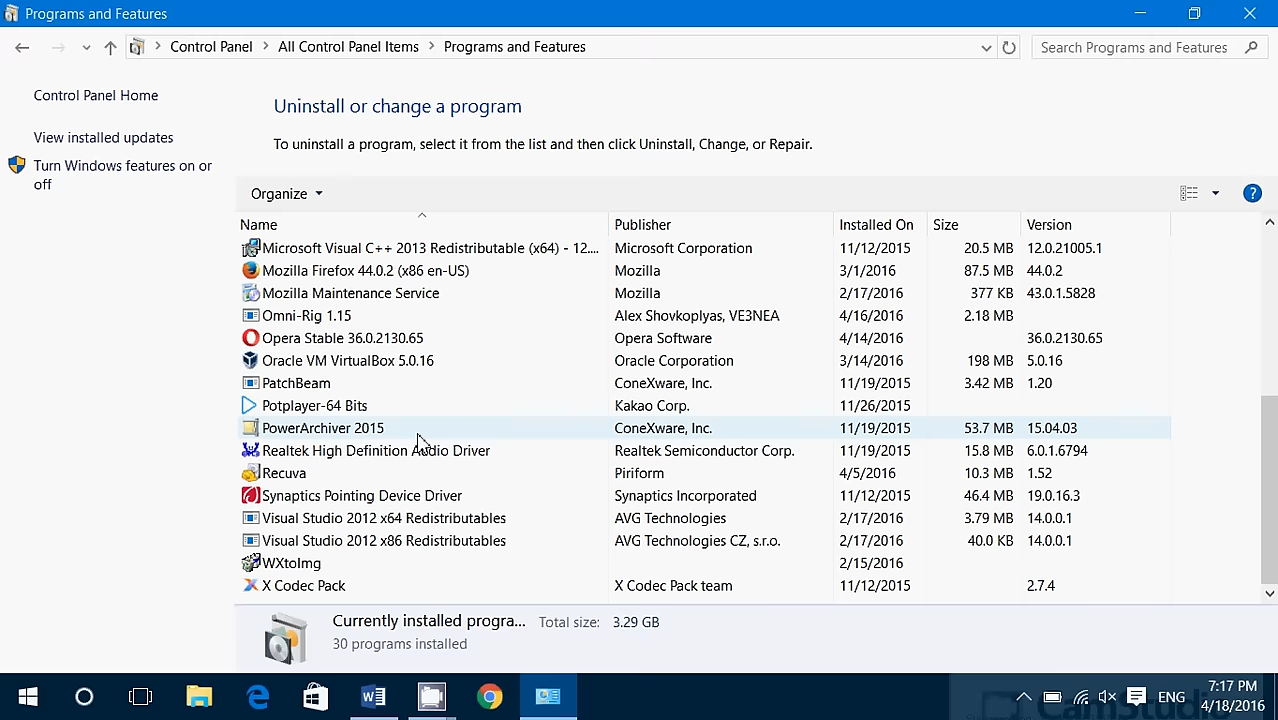 Programs and Features
Control Panel > All Control Panel Items > Programs and Features
Search Programs and Features
Control Panel Home
View installed updates
Turn Windows features on or
off
Uninstall or change a program
To uninstall a program, select it from the list and then click Uninstall, Change, or Repair.
Organize
Name Publisher Installed On Size Version
Microsoft Visual C++ 2013 Redistributable (x64) - 12.... Microsoft Corporation 11/12/2015 20.5 MB 12.0.21005.1
Mozilla Firefox 44.0.2 (x86 en-US) Mozilla 3/1/2016 87.5 MB 44.0.2
Mozilla Maintenance Service Mozilla 2/17/2016 377 KB 43.0.1.5828
Omni-Rig 1.15 Alex Shovkoplyas, VE3NEA 4/16/2016 2.18 MB
Opera Stable 36.0.2130.65 Opera Software 4/14/2016 36.0.2130.65
Oracle VM VirtualBox 5.0.16 Oracle Corporation 3/14/2016 198 MB 5.0.16
PatchBeam ConeXware, Inc. 11/19/2015 3.42 MB 1.20
Potplayer-64 Bits Kakao Corp. 11/26/2015
PowerArchiver 2015 ConeXware, Inc. 11/19/2015 53.7 MB 15.04.03
Realtek High Definition Audio Driver Realtek Semiconductor Corp. 11/19/2015 15.8 MB 6.0.1.6794
Recuva Piriform 4/5/2016 10.3 MB 1.52
Synaptics Pointing Device Driver Synaptics Incorporated 11/12/2015 46.4 MB 19.0.16.3
Visual Studio 2012 x64 Redistributables AVG Technologies 2/17/2016 3.79 MB 14.0.0.1
Visual Studio 2012 x86 Redistributables AVG Technologies CZ, s.r.o. 2/17/2016 40.0 KB 14.0.0.1
WXtoImg 2/15/2016
X Codec Pack X Codec Pack team 11/12/2015 2.7.4
Currently installed progra... Total size: 3.29 GB
30 programs installed
ENG
7:17 PM
4/18/2016